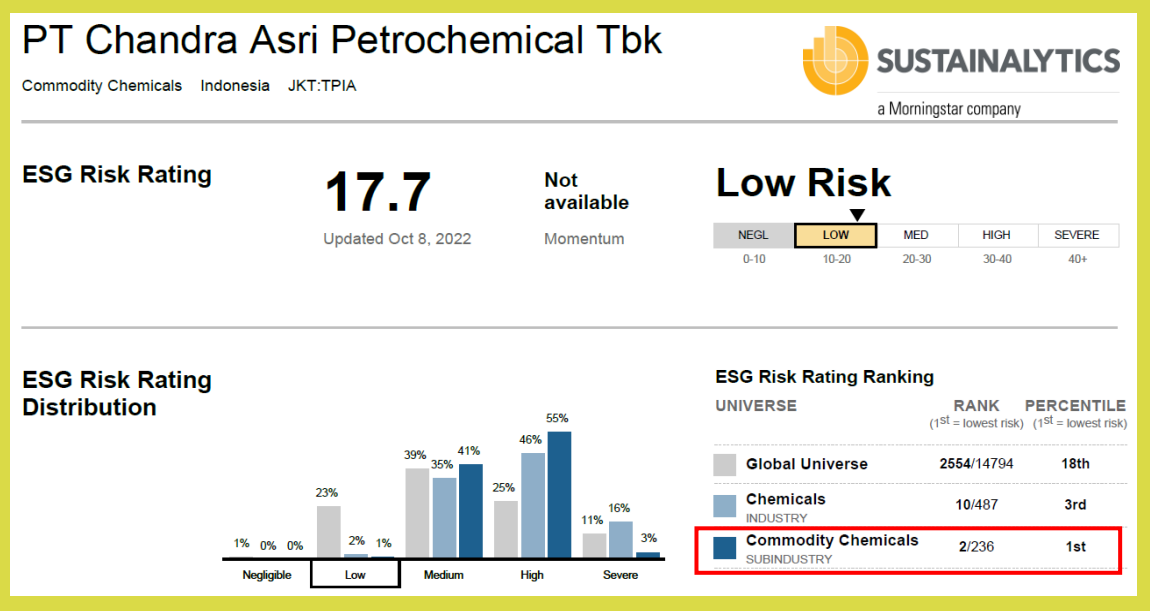 PT Chandra Asri Petrochemical Tbk
Commodity Chemicals Indonesia JKT:TPIA
SUSTAINALYTICS
a Morningstar company
ESG Risk Rating
17.7
Updated Oct 8, 2022
Not
available
Momentum
Low Risk
NEGL LOW MED HIGH SEVERE
0-10 10-20 20-30 30-40 40+
ESG Risk Rating
Distribution
1% 0% 0%
23% 2% 1%
39% 35% 41%
25% 46% 55%
11% 16% 3%
Negligible Low Medium High Severe
ESG Risk Rating Ranking
UNIVERSE RANK PERCENTILE
(1st = lowest risk) (1st = lowest risk)
Global Universe 2554/14794 18th
Chemicals 10/487 3rd
INDUSTRY
Commodity Chemicals 2/236 1st
SUBINDUSTRY